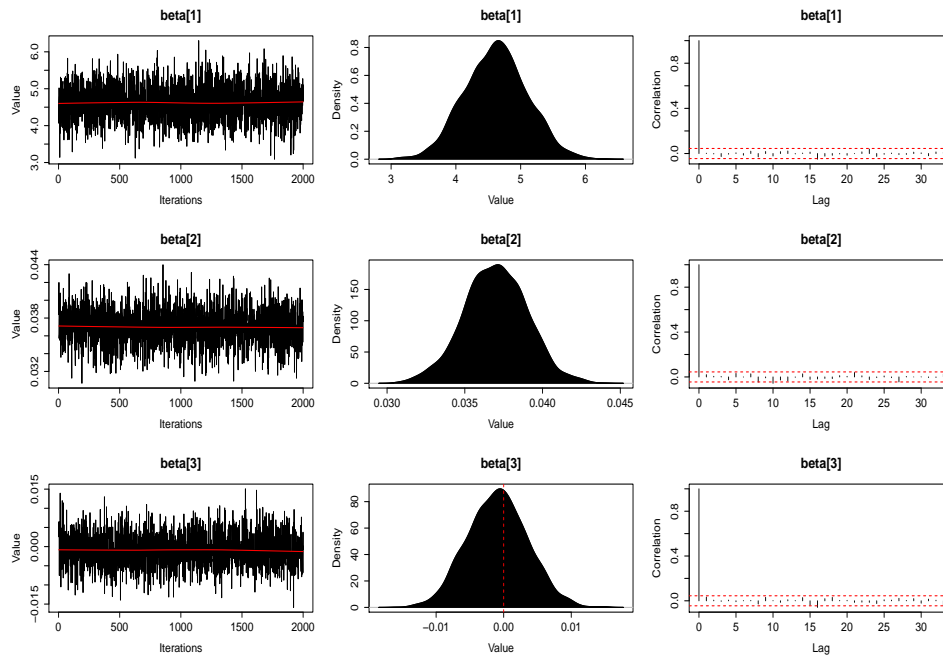 beta[1]
Value
3.0 4.0 5.0 6.0
0 500 1000 1500 2000
Iterations
beta[1]
Density
0.0 0.2 0.4 0.6 0.8
3 4 5 6
Value
beta[1]
Correlation
0.0 0.4 0.8
0 5 10 15 20 25 30
Lag
beta[2]
Value
0.032 0.038 0.044
0 500 1000 1500 2000
Iterations
beta[2]
Density
0 50 100 150
0.030 0.035 0.040 0.045
Value
beta[2]
Correlation
0.0 0.4 0.8
0 5 10 15 20 25 30
Lag
beta[3]
Value
−0.015 0.000 0.015
0 500 1000 1500 2000
Iterations
beta[3]
Density
0 20 40 60 80
−0.01 0.00 0.01
Value
beta[3]
Correlation
0.0 0.4 0.8
0 5 10 15 20 25 30
Lag